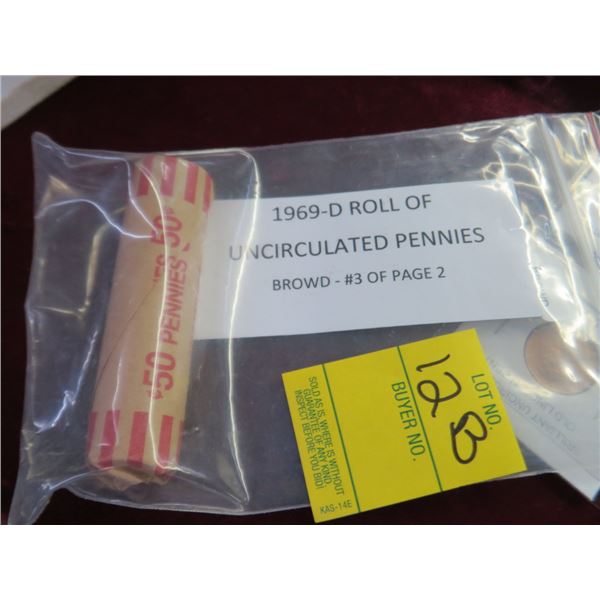 1969-D ROLL OF
UNCIRCULATED PENNIES
BROWD - #3 OF PAGE 2
50¢
PENNIES
50
LOT NO.
12B
BUYER NO.
SOLD AS IS, WHERE IS WITHOUT
GUARANTEE OF ANY KIND
INSPECT BEFORE YOU BID!
KAS-14E